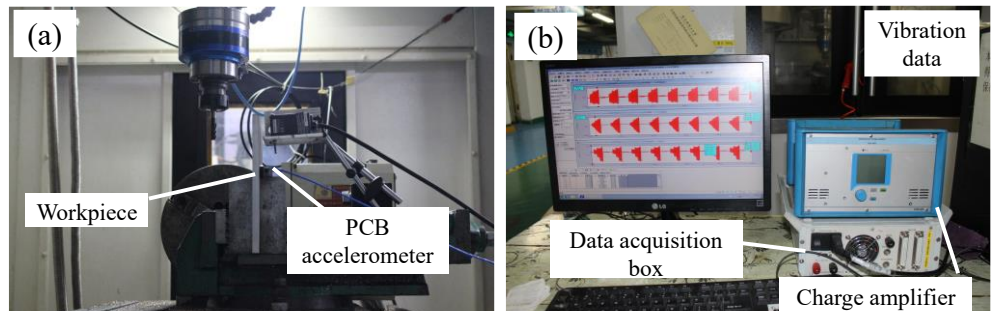 (a)
Workpiece
PCB
accelerometer
(b)
Vibration
data
LG
Data acquisition
box
Charge amplifier